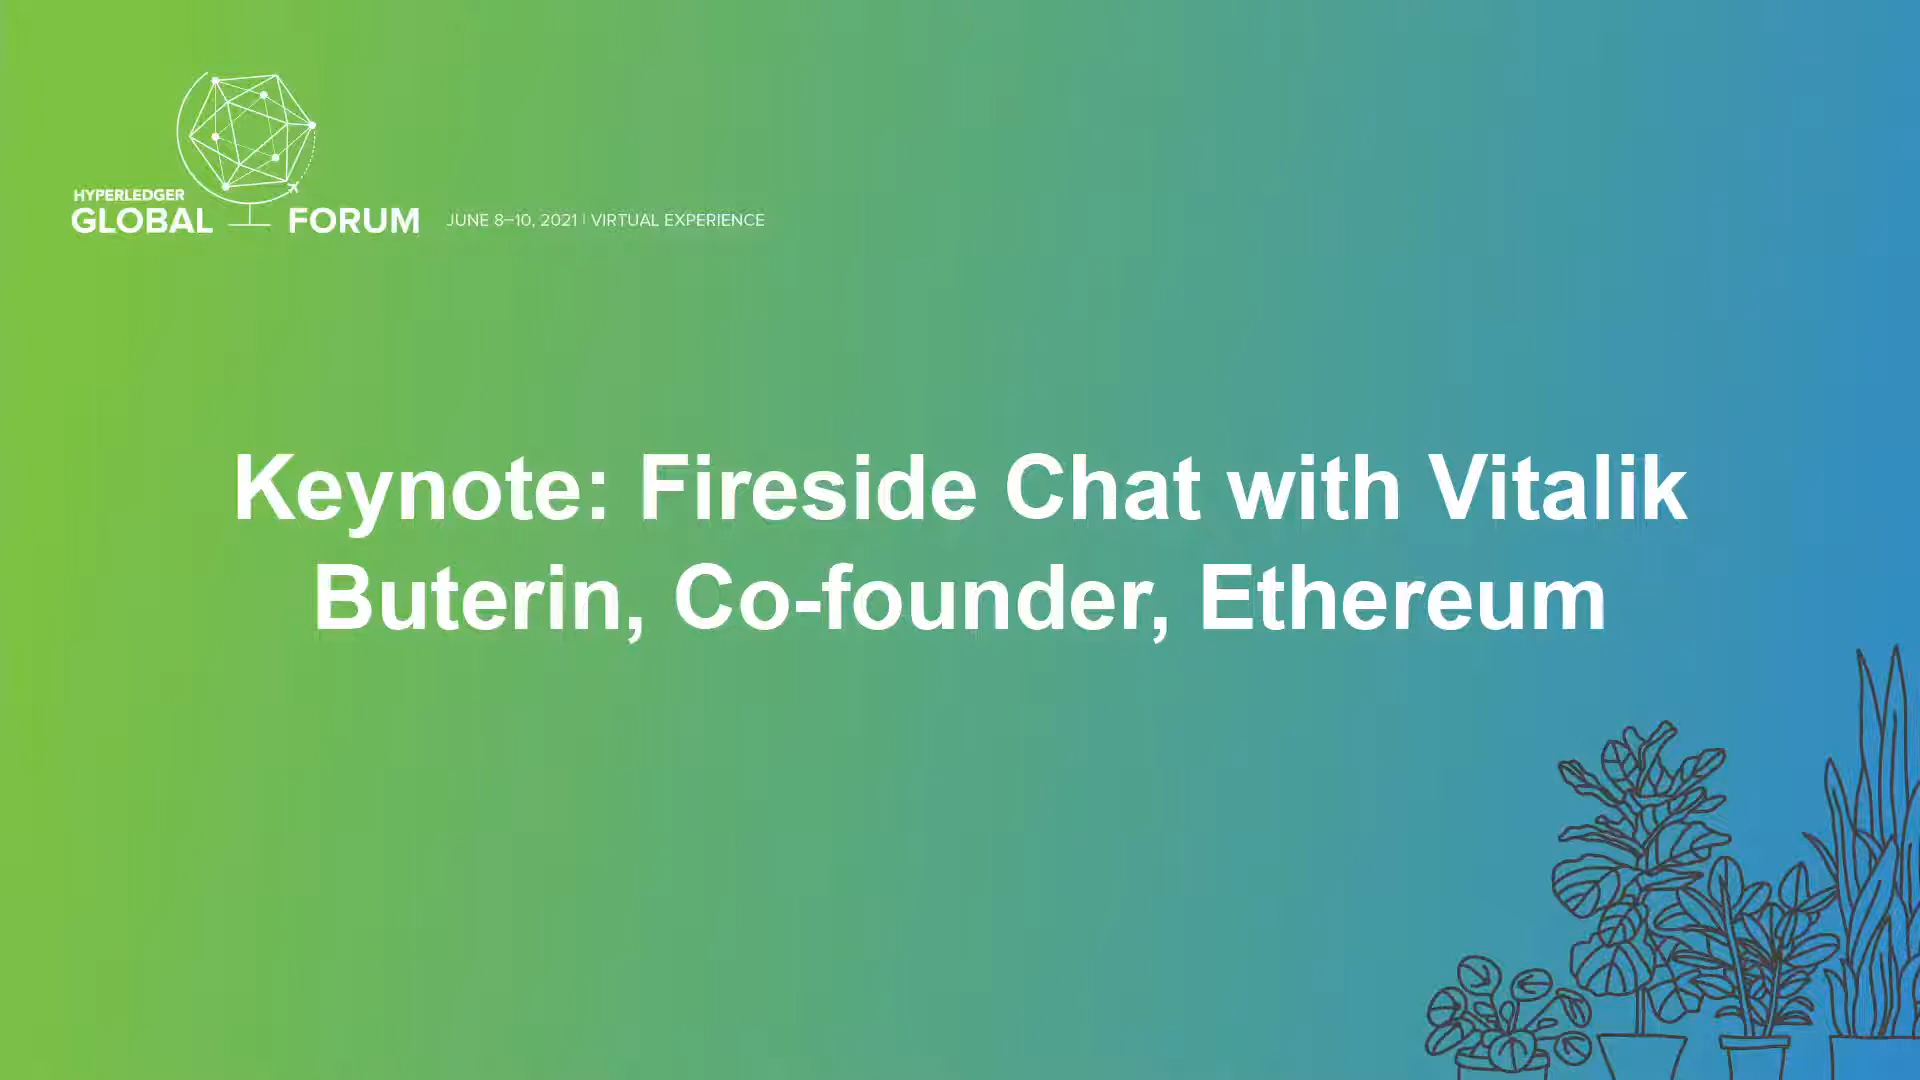 HYPERLEDGER
GLOBAL FORUM JUNE 8–10, 2021 | VIRTUAL EXPERIENCE
Keynote: Fireside Chat with Vitalik
Buterin, Co-founder, Ethereum